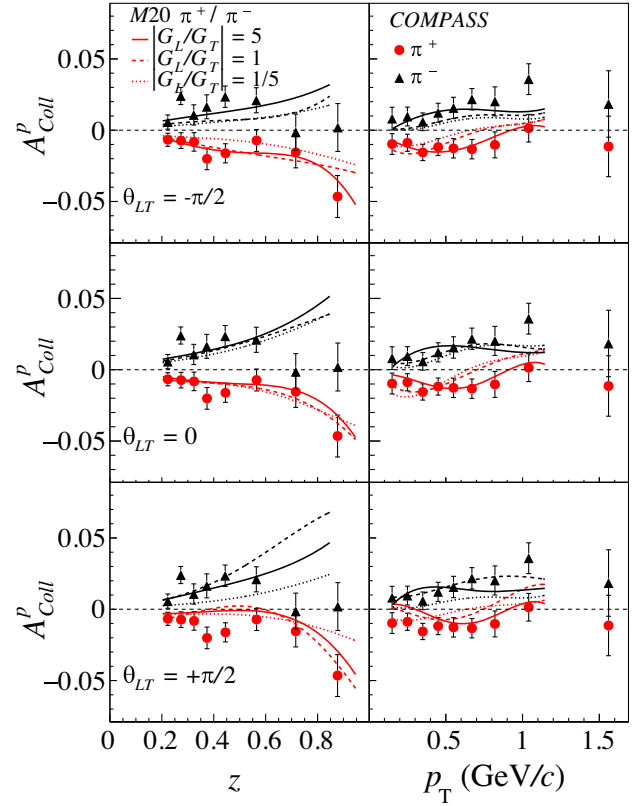 M20 π⁺/ π⁻
|G_L/G_T| = 5
|G_L/G_T| = 1
|G_L/G_T| = 1/5
COMPASS
π⁺
π⁻
A^p_Coll
0.05
0
−0.05
θ_LT = -π/2
A^p_Coll
0.05
0
−0.05
θ_LT = 0
A^p_Coll
0.05
0
−0.05
θ_LT = +π/2
0 0.2 0.4 0.6 0.8
0.5 1 1.5
z
p_T (GeV/c)